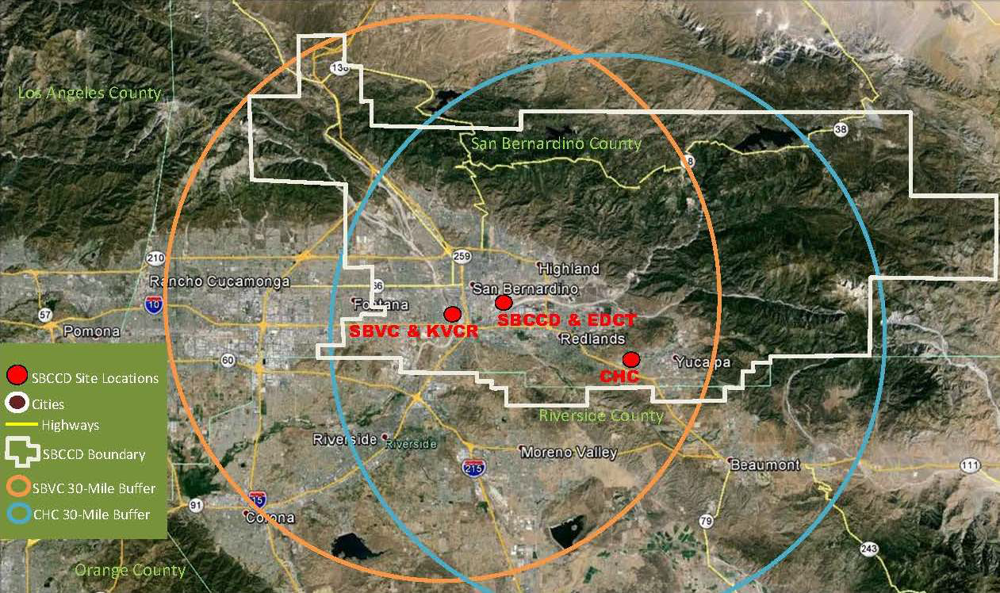 138
Los Angeles County
38
San Bernardino County
8
210
259
Highland
Rancho Cucamonga
66
San Bernardino
10
Fontana
57
SBCCD & EDCT
Pomona
SBVC & KVCR
Redlands
60
Yucaipa
CHC
SBCCD Site Locations
Cities
Highways
SBCCD Boundary
SBVC 30-Mile Buffer
CHC 30-Mile Buffer
Riverside County
Riverside
Riverside
Moreno Valley
215
Beaumont
111
91
15
Corona
79
243
Orange County